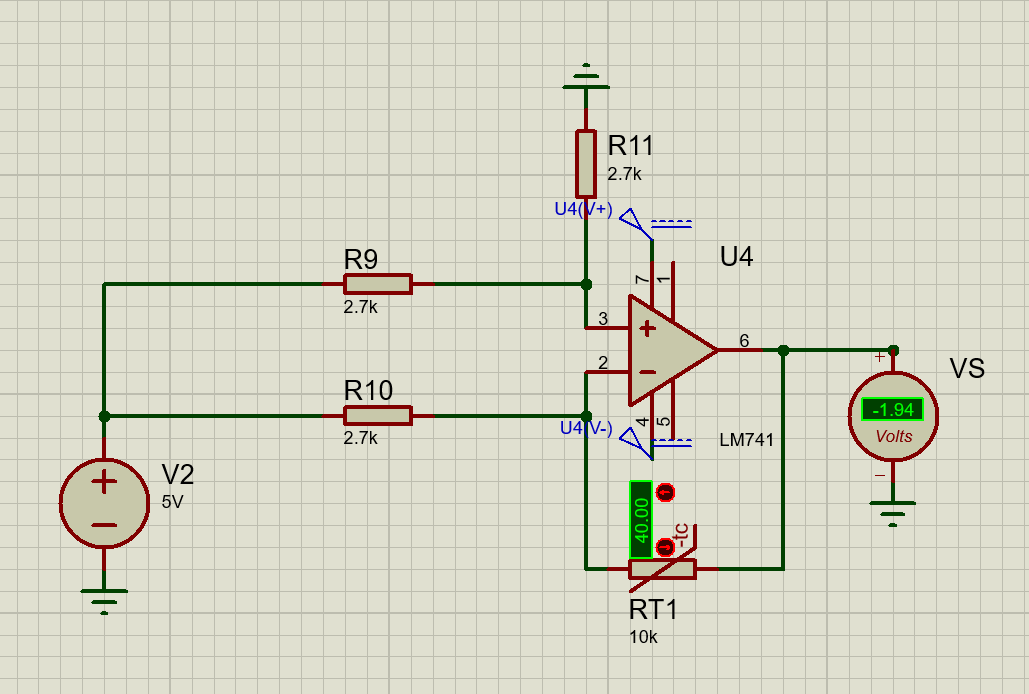 R11
2.7k
U4(V+)
U4
R9
2.7k
7
1
3
+
2
−
6
VS
+
-1.94
Volts
−
R10
2.7k
U4(V-)
4
5
LM741
V2
5V
+
−
40.00
-tc
RT1
10k